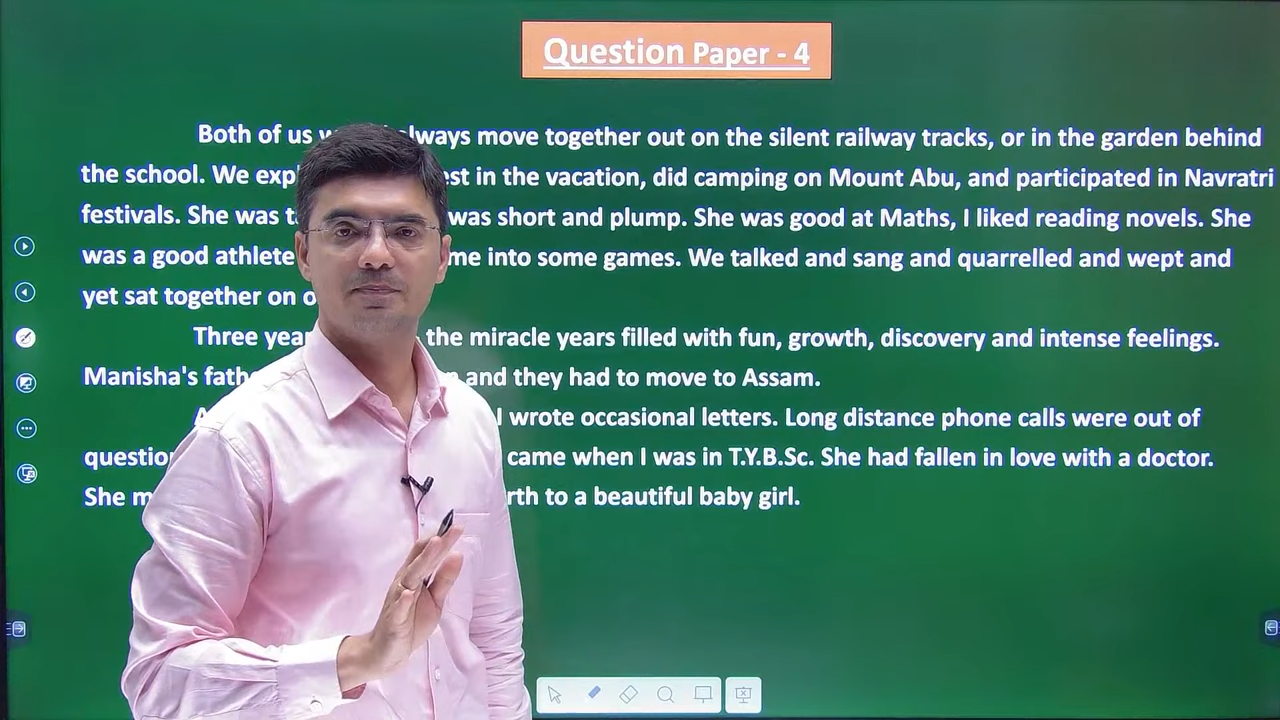 Question Paper - 4
Both of us always move together out on the silent railway tracks, or in the garden behind
the school. We in the vacation, did camping on Mount Abu, and participated in Navratri
festivals. She was was short and plump. She was good at Maths, I liked reading novels. She
was a good athlete me into some games. We talked and sang and quarrelled and wept and
yet sat together on
Three the miracle years filled with fun, growth, discovery and intense feelings.
Manisha's and they had to move to Assam.
I wrote occasional letters. Long distance phone calls were out of
came when I was in T.Y.B.Sc. She had fallen in love with a doctor.
She to a beautiful baby girl.